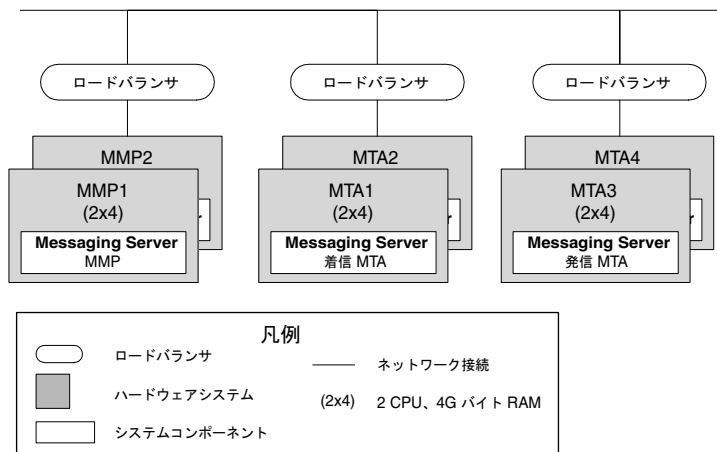 ロードバランサ
ロードバランサ
ロードバランサ
MMP2
MTA2
MTA4
MMP1
(2x4)
Messaging Server
MMP
MTA1
(2x4)
Messaging Server
着信 MTA
MTA3
(2x4)
Messaging Server
発信 MTA
凡例
ロードバランサ
ネットワーク接続
ハードウェアシステム
(2x4) 2 CPU、4G バイト RAM
システムコンポーネント